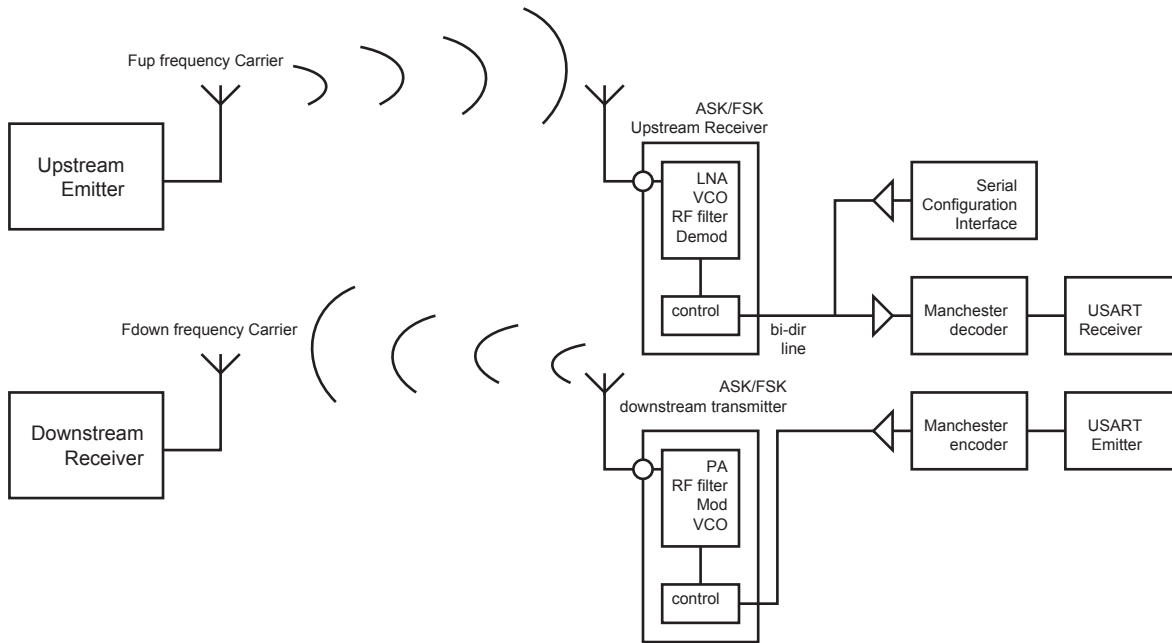 Fup frequency Carrier
Upstream
Emitter
ASK/FSK
Upstream Receiver
LNA
VCO
RF filter
Demod
control
bi-dir
line
Serial
Configuration
Interface
Manchester
decoder
USART
Receiver
Fdown frequency Carrier
Downstream
Receiver
ASK/FSK
downstream transmitter
PA
RF filter
Mod
VCO
control
Manchester
encoder
USART
Emitter